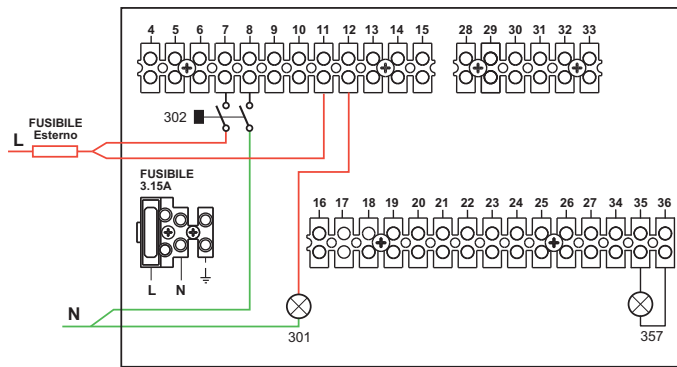 4 5 6 7 8 9 10 11 12 13 14 15 28 29 30 31 32 33
302
FUSIBILE
Esterno
L
FUSIBILE
3.15A
L N
16 17 18 19 20 21 22 23 24 25 26 27 34 35 36
N
301
357